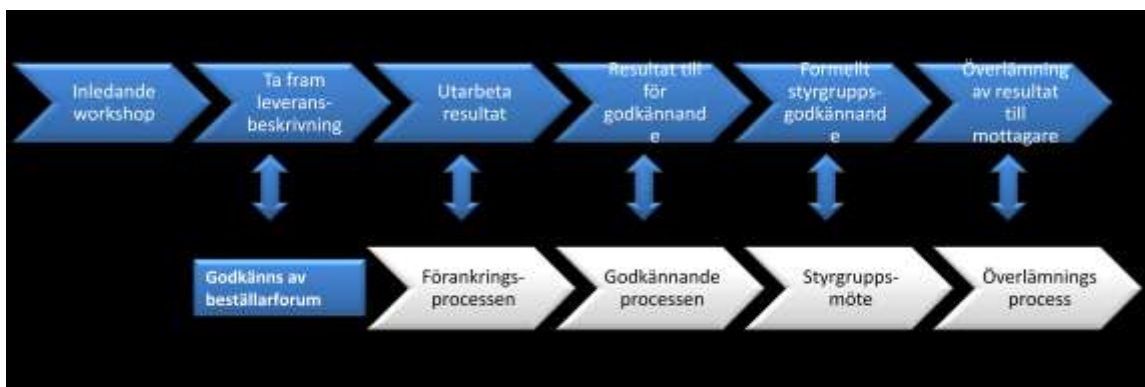 Inledande
workshop
Ta fram
leverans-
beskrivning
Utarbeta
resultat
Resultat till
för
godkännand
e
Formellt
styrgrupps-
godkännand
e
Överlämning
av resultat
till
mottagare
Godkänns av
beställarforum
Förankrings-
processen
Godkännande
processen
Styrgrupps-
möte
Överlämnings
process